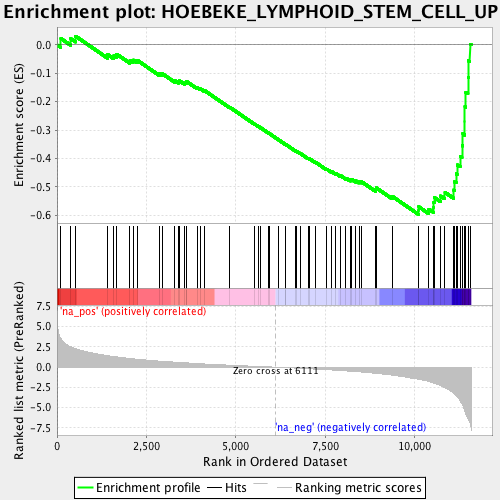 Enrichment plot: HOEBEKE_LYMPHOID_STEM_CELL_UP
Enrichment score (ES)
0.0
-0.1
-0.2
-0.3
-0.4
-0.5
-0.6
'na_pos' (positively correlated)
Ranked list metric (PreRanked)
7.5
5.0
2.5
0.0
-2.5
-5.0
-7.5
Zero cross at 6111
'na_neg' (negatively correlated)
0
2,500
5,000
7,500
10,000
Rank in Ordered Dataset
Enrichment profile
Hits
Ranking metric scores